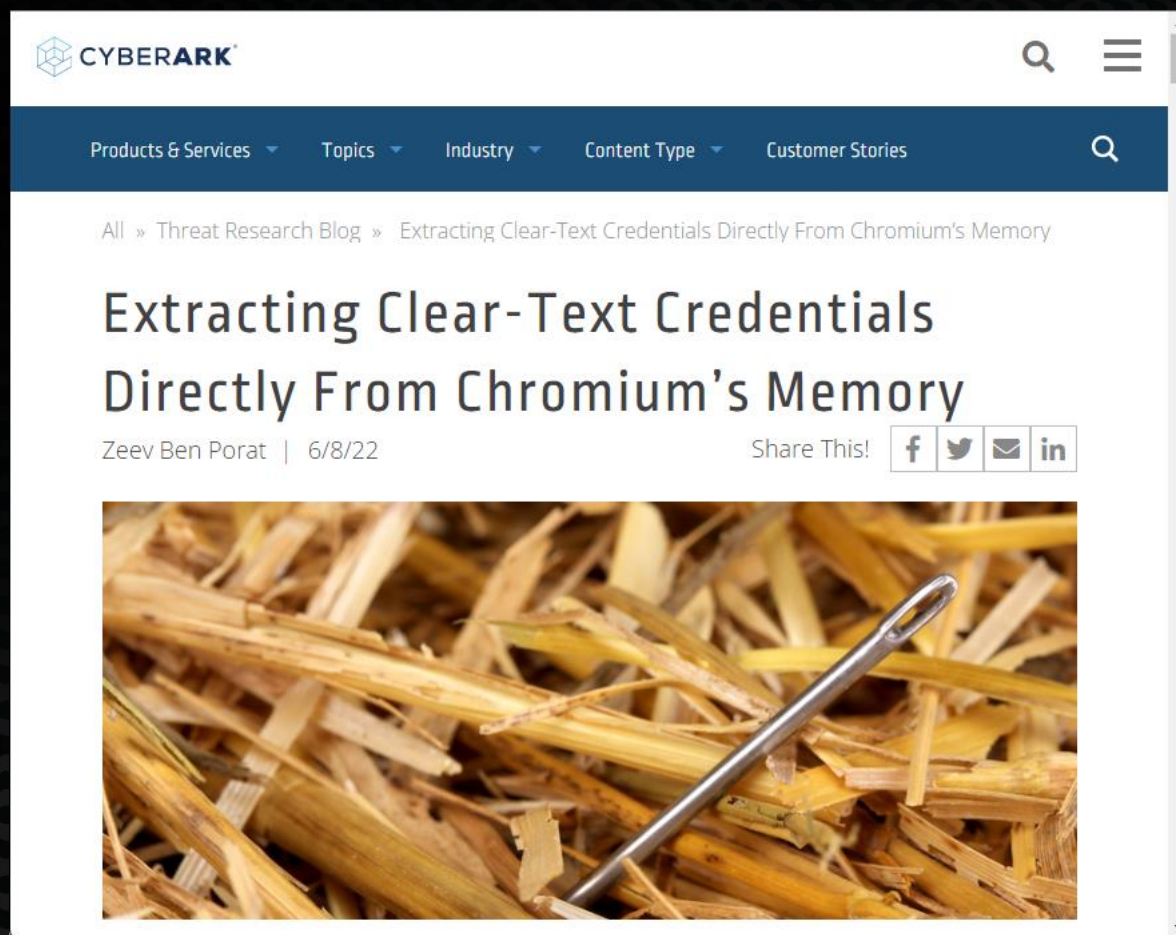 CYBERARK
Products & Services Topics Industry Content Type Customer Stories
All » Threat Research Blog » Extracting Clear-Text Credentials Directly From Chromium's Memory
Extracting Clear-Text Credentials
Directly From Chromium’s Memory
Zeev Ben Porat | 6/8/22 Share This!